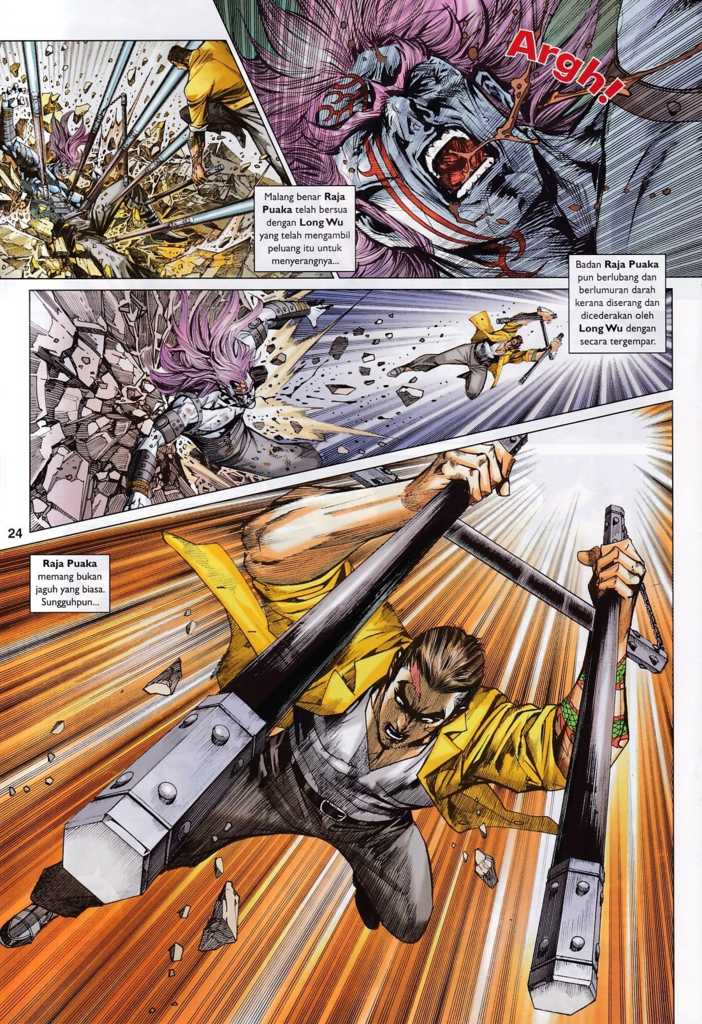 Argh!
Malang benar Raja
Puaka telah bersua
dengan Long Wu
yang telah mengambil
peluang itu untuk
menyerangnya...
Badan Raja Puaka
pun berlubang dan
berlumuran darah
kerana diserang dan
dicederakan oleh
Long Wu dengan
secara tergempar.
24
Raja Puaka
memang bukan
jaguh yang biasa.
Sungguhpun...